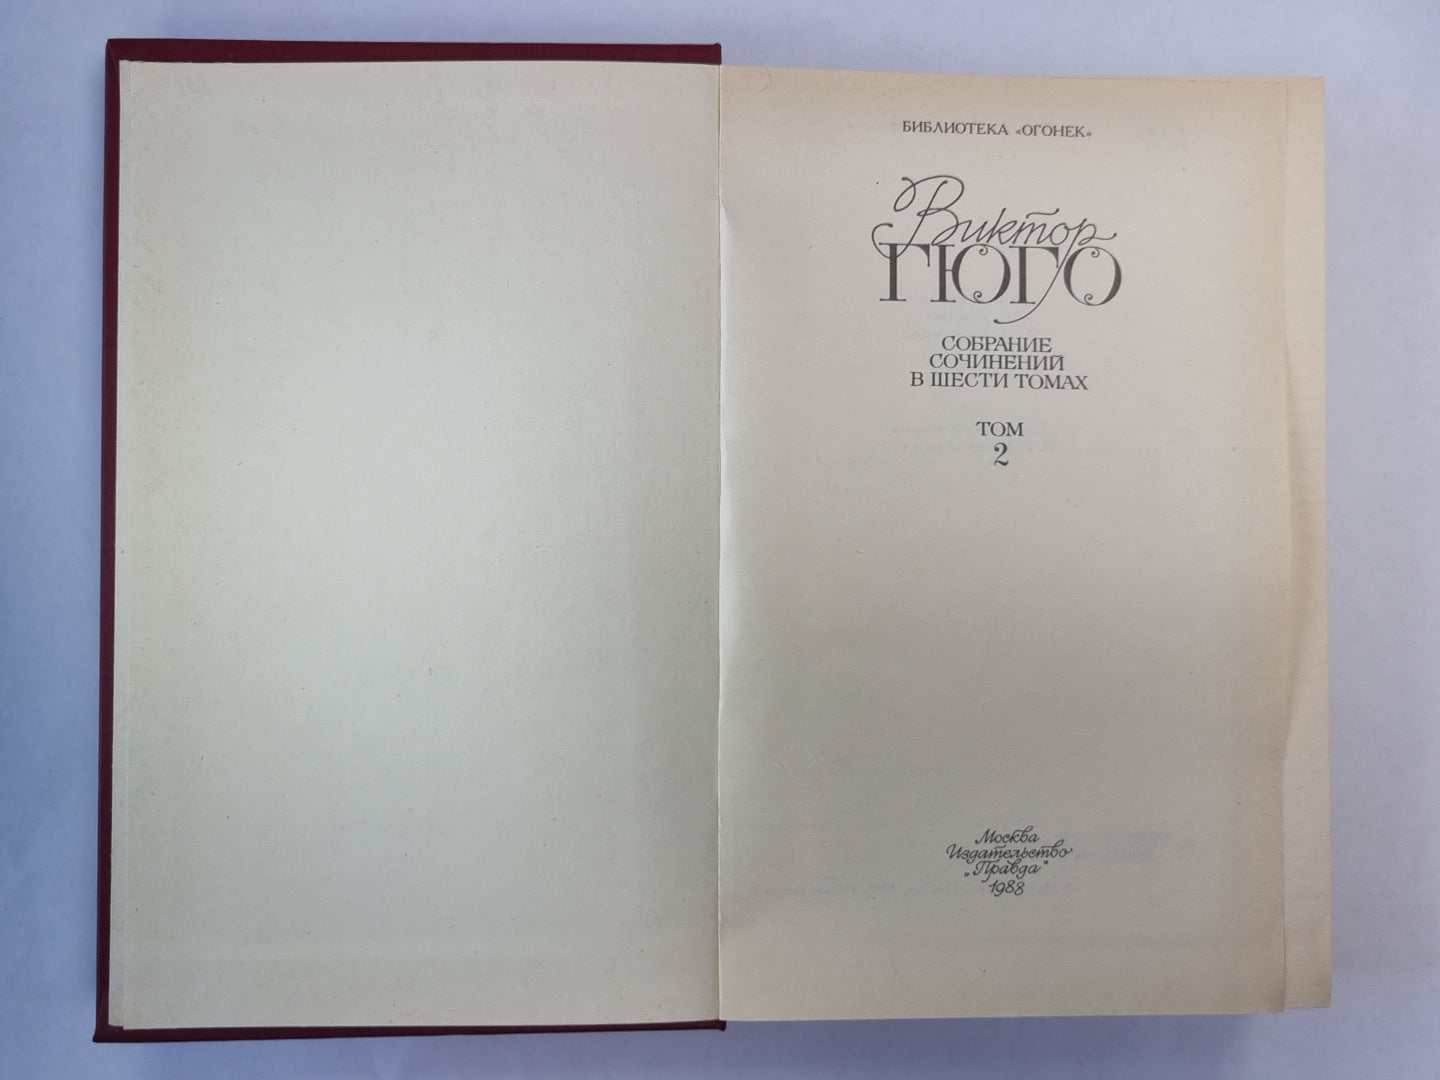 БИБЛИОТЕКА «ОГОНЕК»
Виктор
ГЮГО
СОБРАНИЕ
СОЧИНЕНИЙ
В ШЕСТИ ТОМАХ
ТОМ
2
Москва
Издательство
„Правда"
1988